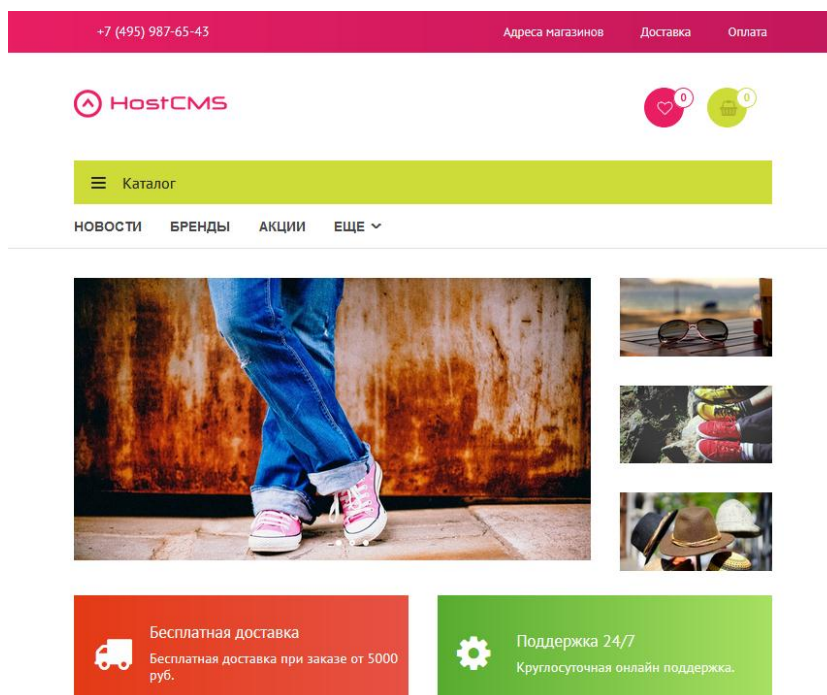 +7 (495) 987-65-43 Адреса магазинов Доставка Оплата
HostCMS 0 0
Каталог
НОВОСТИ БРЕНДЫ АКЦИИ ЕЩЕ
Бесплатная доставка
Бесплатная доставка при заказе от 5000
руб.
Поддержка 24/7
Круглосуточная онлайн поддержка.